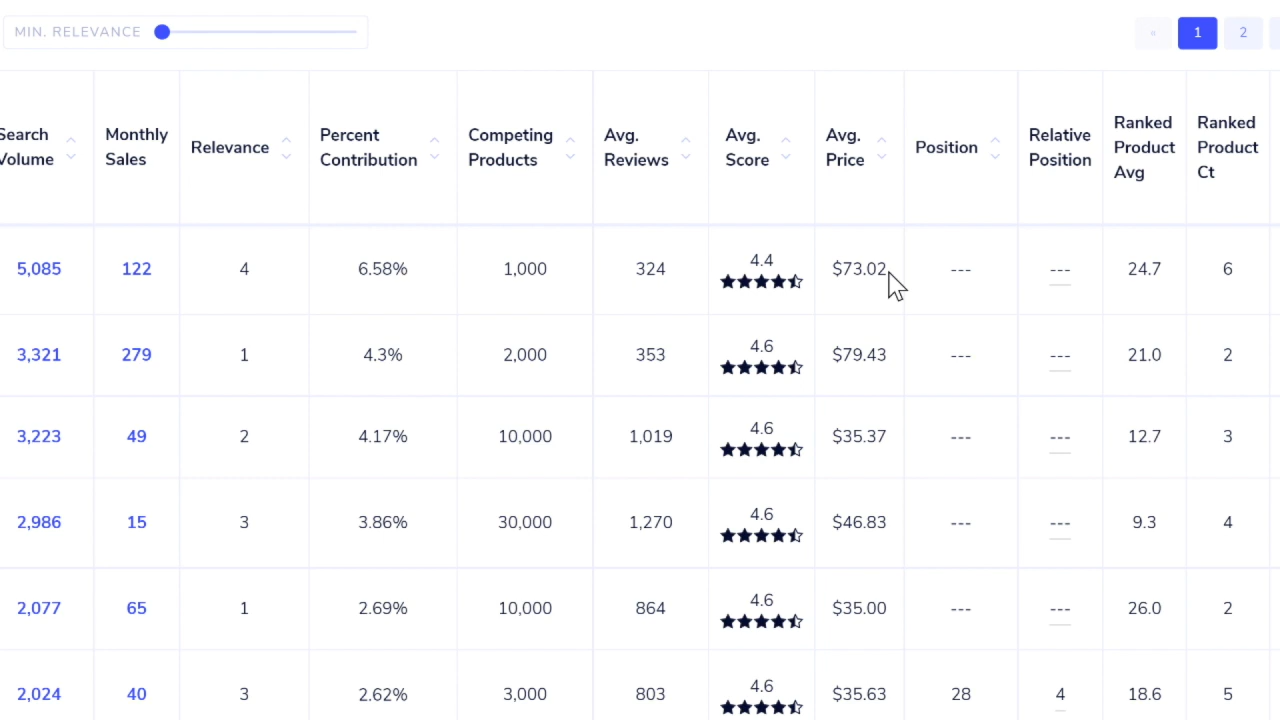 MIN. RELEVANCE « 1 2
Search Volume Monthly Sales Relevance Percent Contribution Competing Products Avg. Reviews Avg. Score Avg. Price Position Relative Position Ranked Product Avg Ranked Product Ct
5,085 122 4 6.58% 1,000 324 4.4 $73.02 --- --- 24.7 6
3,321 279 1 4.3% 2,000 353 4.6 $79.43 --- --- 21.0 2
3,223 49 2 4.17% 10,000 1,019 4.6 $35.37 --- --- 12.7 3
2,986 15 3 3.86% 30,000 1,270 4.6 $46.83 --- --- 9.3 4
2,077 65 1 2.69% 10,000 864 4.6 $35.00 --- --- 26.0 2
2,024 40 3 2.62% 3,000 803 4.6 $35.63 28 4 18.6 5